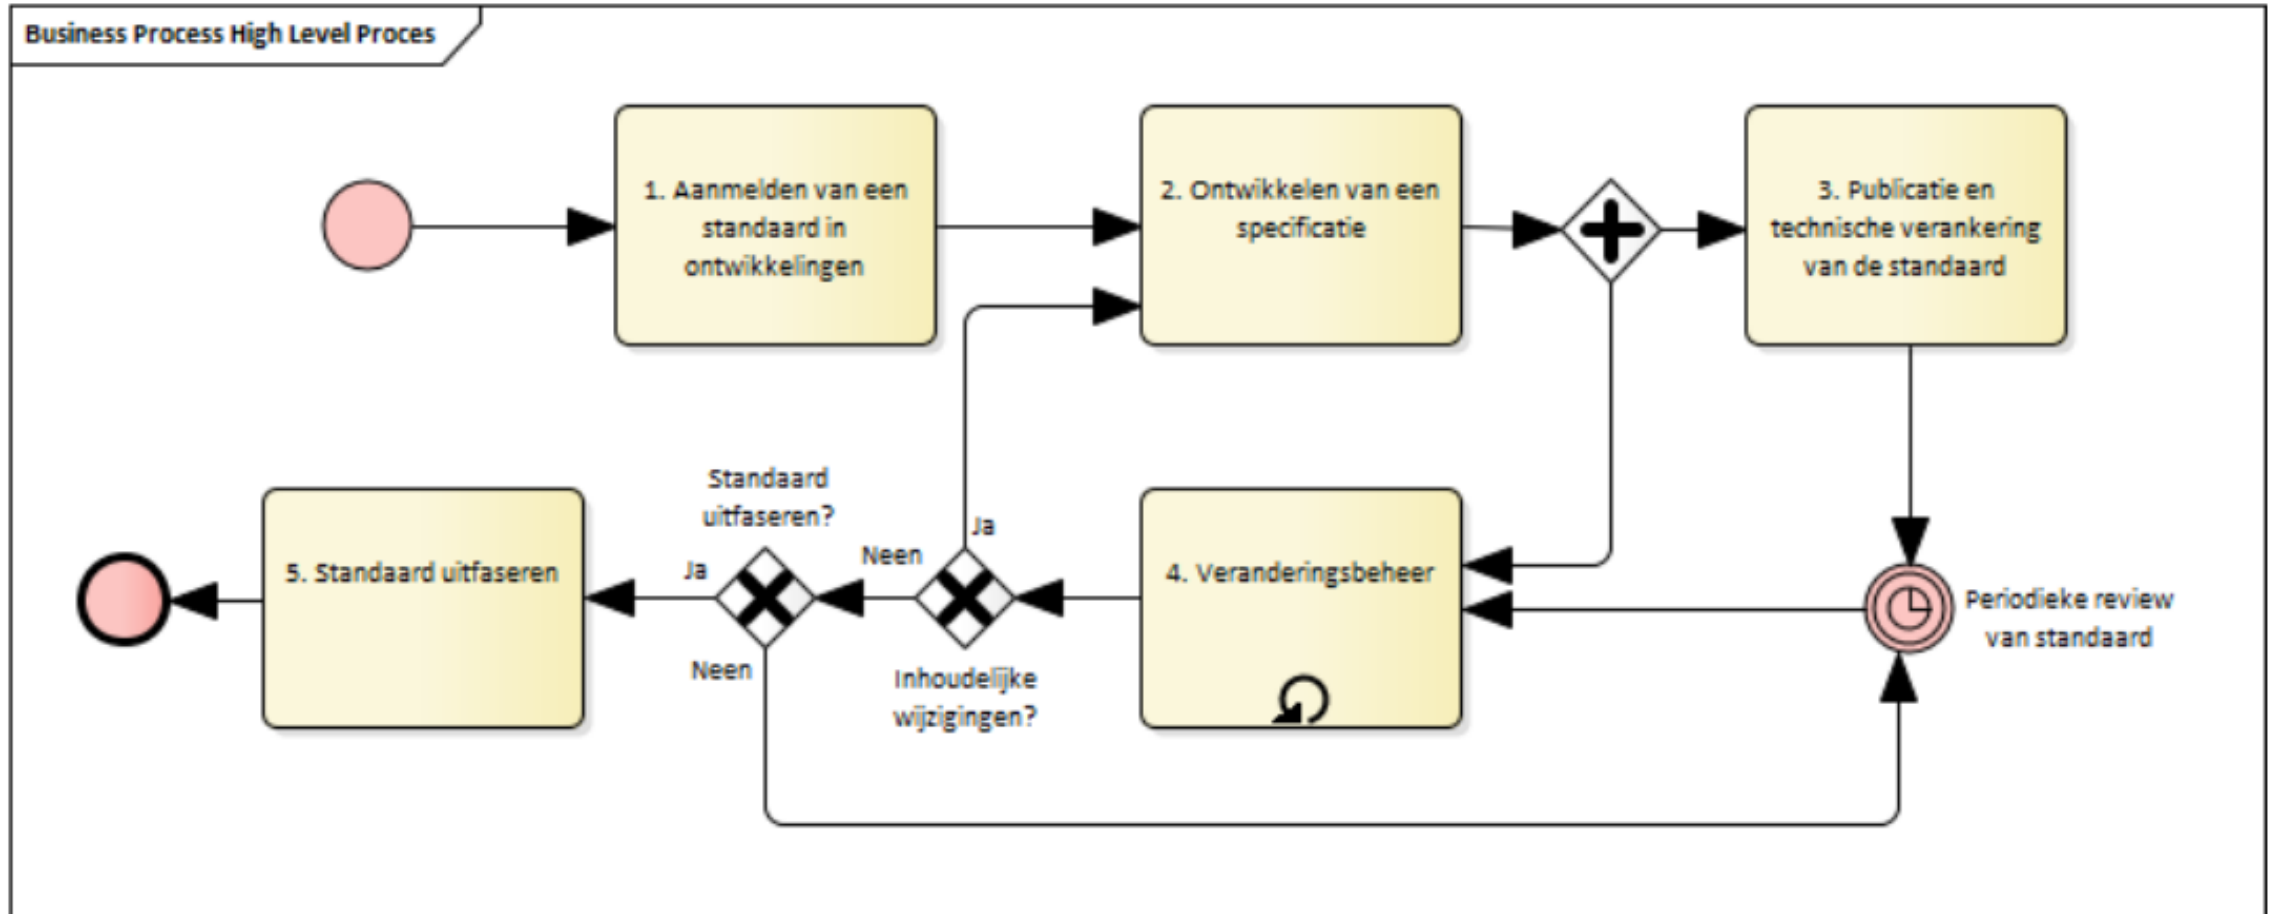 Business Process High Level Proces
1. Aanmelden van een
standaard in
ontwikkelingen
2. Ontwikkelen van een
specificatie
3. Publicatie en
technische verankering
van de standaard
Standaard
uitfaseren?
Ja
Neen
5. Standaard uitfaseren
Ja
4. Veranderingsbeheer
Periodieke review
van standaard
Neen
Inhoudelijke
wijzigingen?